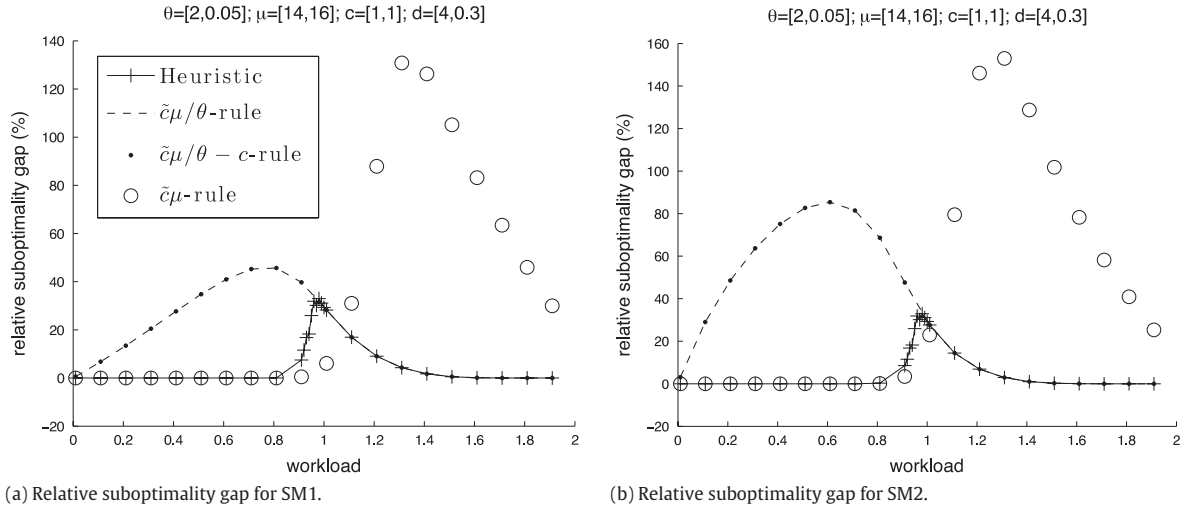 θ=[2,0.05]; μ=[14,16]; c=[1,1]; d=[4,0.3]
relative suboptimality gap (%)
140
120
100
80
60
40
20
0
−20
Heuristic
c̃μ/θ-rule
c̃μ/θ − c-rule
c̃μ-rule
0 0.2 0.4 0.6 0.8 1 1.2 1.4 1.6 1.8 2
workload
(a) Relative suboptimality gap for SM1.
θ=[2,0.05]; μ=[14,16]; c=[1,1]; d=[4,0.3]
relative suboptimality gap (%)
160
140
120
100
80
60
40
20
0
−20
0 0.2 0.4 0.6 0.8 1 1.2 1.4 1.6 1.8 2
workload
(b) Relative suboptimality gap for SM2.